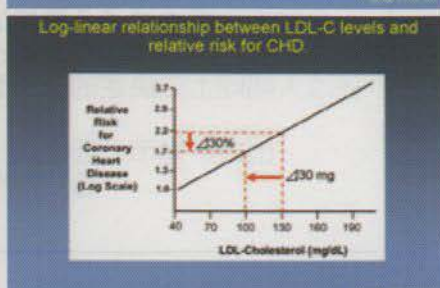 Log-linear relationship between LDL-C levels and
relative risk for CHD
Relative
Risk
for
Coronary
Heart
Disease
(Log Scale)
3.7
2.9
2.2
1.7
1.3
1.0
⊿30%
⊿30 mg
40 70 100 130 160 190
LDL-Cholesterol (mg/dL)